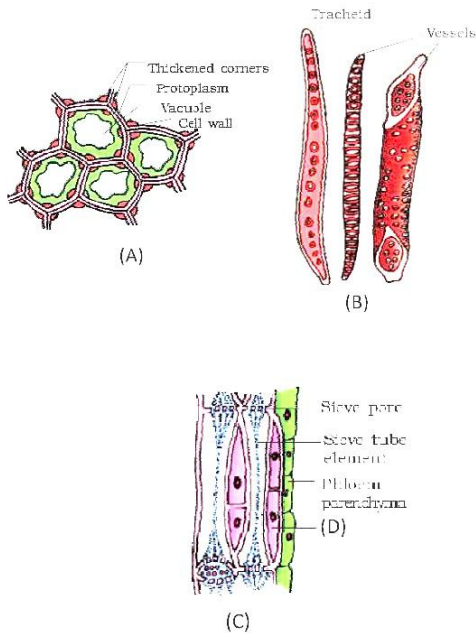 Tracheid
Vessels
Thickened corners
Protoplasm
Vacuole
Cell wall
(A)
(B)
Sieve pore
Sieve tube
element
Phloem
parenchyma
(D)
(C)